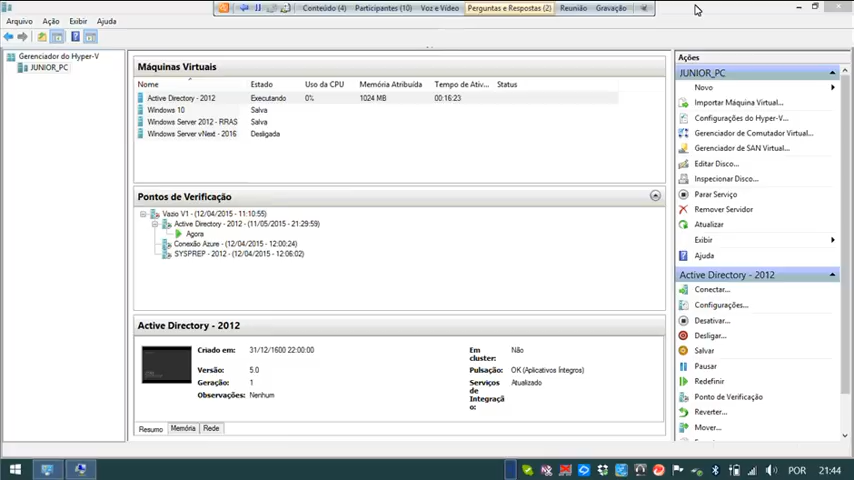 Conteúdo (4) Participantes (10) Voz e Vídeo Perguntas e Respostas (2) Reunião Gravação
Arquivo Ação Exibir Ajuda
Gerenciador do Hyper-V
JUNIOR_PC
Máquinas Virtuais
Nome Estado Uso da CPU Memória Atribuída Tempo de Ativ... Status
Active Directory - 2012 Executando 0% 1024 MB 00:16:23
Windows 10 Salva
Windows Server 2012 - RRAS Salva
Windows Server vNext - 2016 Desligada
Pontos de Verificação
Vazio V1 - (12/04/2015 - 11:10:55)
Active Directory - 2012 - (11/05/2015 - 21:29:59)
Agora
Conexão Azure - (12/04/2015 - 12:00:24)
SYSPREP - 2012 - (12/04/2015 - 12:06:02)
Active Directory - 2012
Criado em: 31/12/1600 22:00:00
Versão: 5.0
Geração: 1
Observações: Nenhum
Em cluster: Não
Pulsação: OK (Aplicativos Íntegros)
Serviços de Integração: Atualizado
Resumo Memória Rede
Ações
JUNIOR_PC
Novo
Importar Máquina Virtual...
Configurações do Hyper-V...
Gerenciador de Comutador Virtual...
Gerenciador de SAN Virtual...
Editar Disco...
Inspecionar Disco...
Parar Serviço
Remover Servidor
Atualizar
Exibir
Ajuda
Active Directory - 2012
Conectar...
Configurações...
Desativar...
Desligar...
Salvar
Pausar
Redefinir
Ponto de Verificação
Reverter...
Mover...
POR 21:44